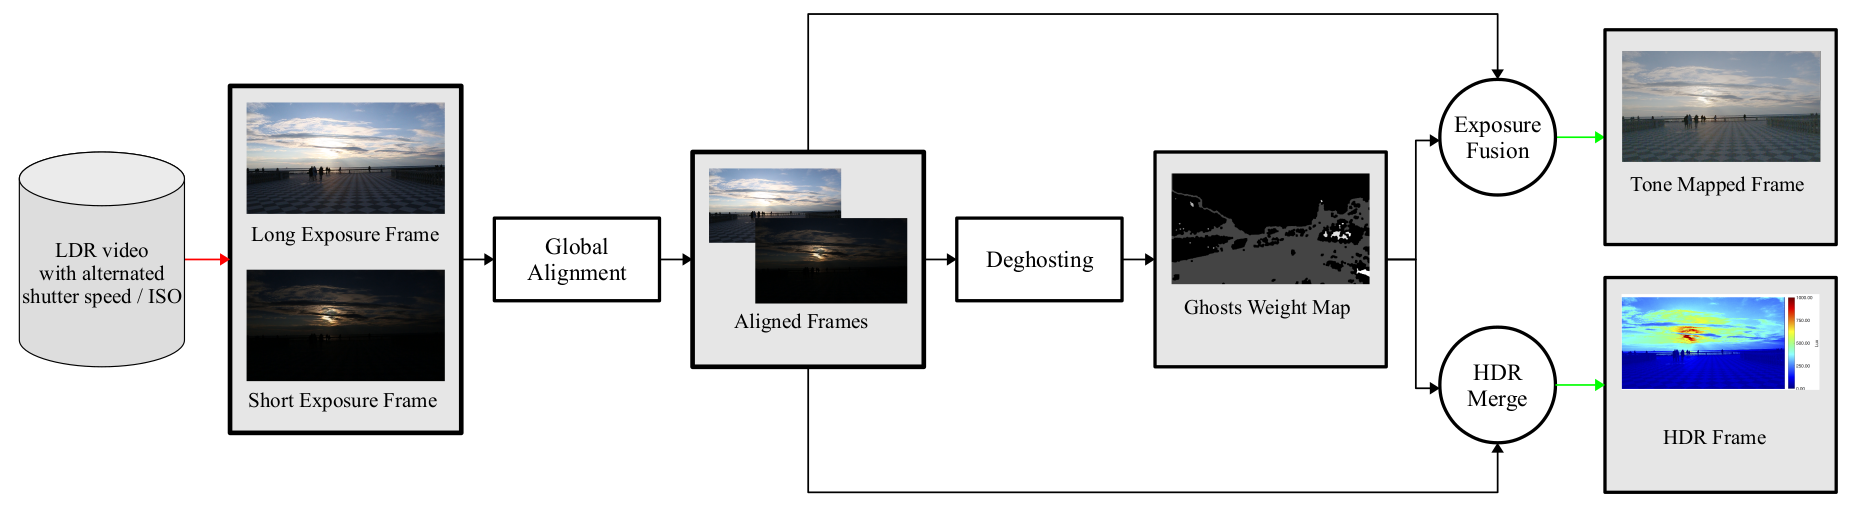 LDR video
with alternated
shutter speed / ISO
Long Exposure Frame
Short Exposure Frame
Global
Alignment
Aligned Frames
Deghosting
Ghosts Weight Map
Exposure
Fusion
Tone Mapped Frame
HDR
Merge
1000.00
750.00
500.00
250.00
0.00
Lux
HDR Frame